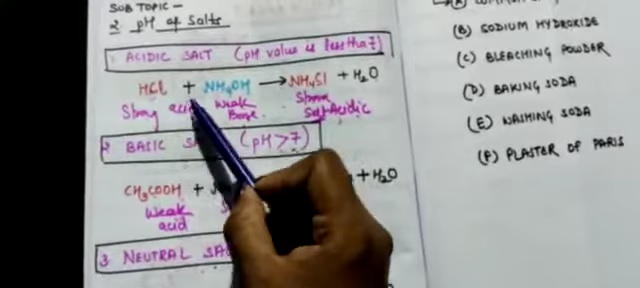 SUB TOPIC -
2. pH of Salts
1 ACIDIC SALT (pH value is less tha 7)
HCl + NH4OH → NH4Sl + H2O
Strong acid weak Base. Strong Salt Acidic
2 BASIC SA (pH > 7)
CH3COOH + + H2O
Weak acid
3 NEUTRAL SA
(B) SODIUM HYDROXIDE
(C) BLEACHING POWDER
(D) BAKING SODA
(E) WASHING SODA
(F) PLASTER OF PARIS